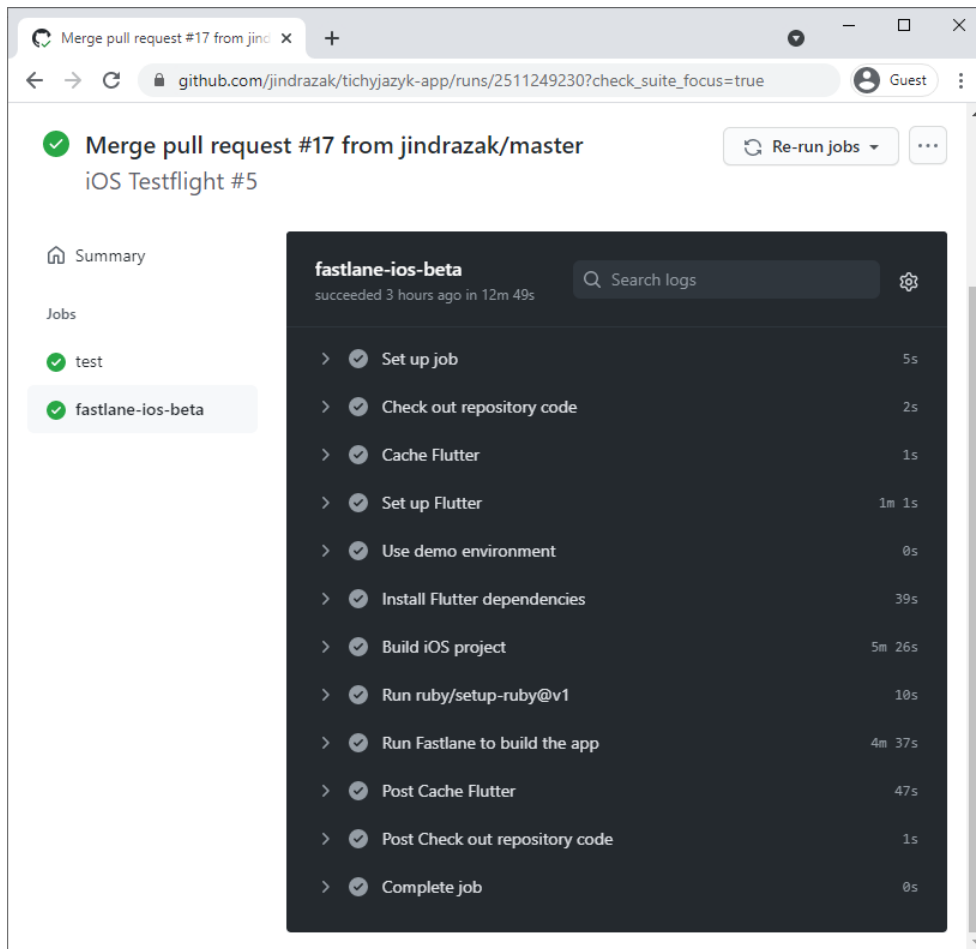 Merge pull request #17 from jind
github.com/jindrazak/tichyjazyk-app/runs/2511249230?check_suite_focus=true
Guest
Merge pull request #17 from jindrazak/master
Re-run jobs
iOS Testflight #5
Summary
Jobs
test
fastlane-ios-beta
fastlane-ios-beta
succeeded 3 hours ago in 12m 49s
Search logs
Set up job 5s
Check out repository code 2s
Cache Flutter 1s
Set up Flutter 1m 1s
Use demo environment 0s
Install Flutter dependencies 39s
Build iOS project 5m 26s
Run ruby/setup-ruby@v1 10s
Run Fastlane to build the app 4m 37s
Post Cache Flutter 47s
Post Check out repository code 1s
Complete job 0s